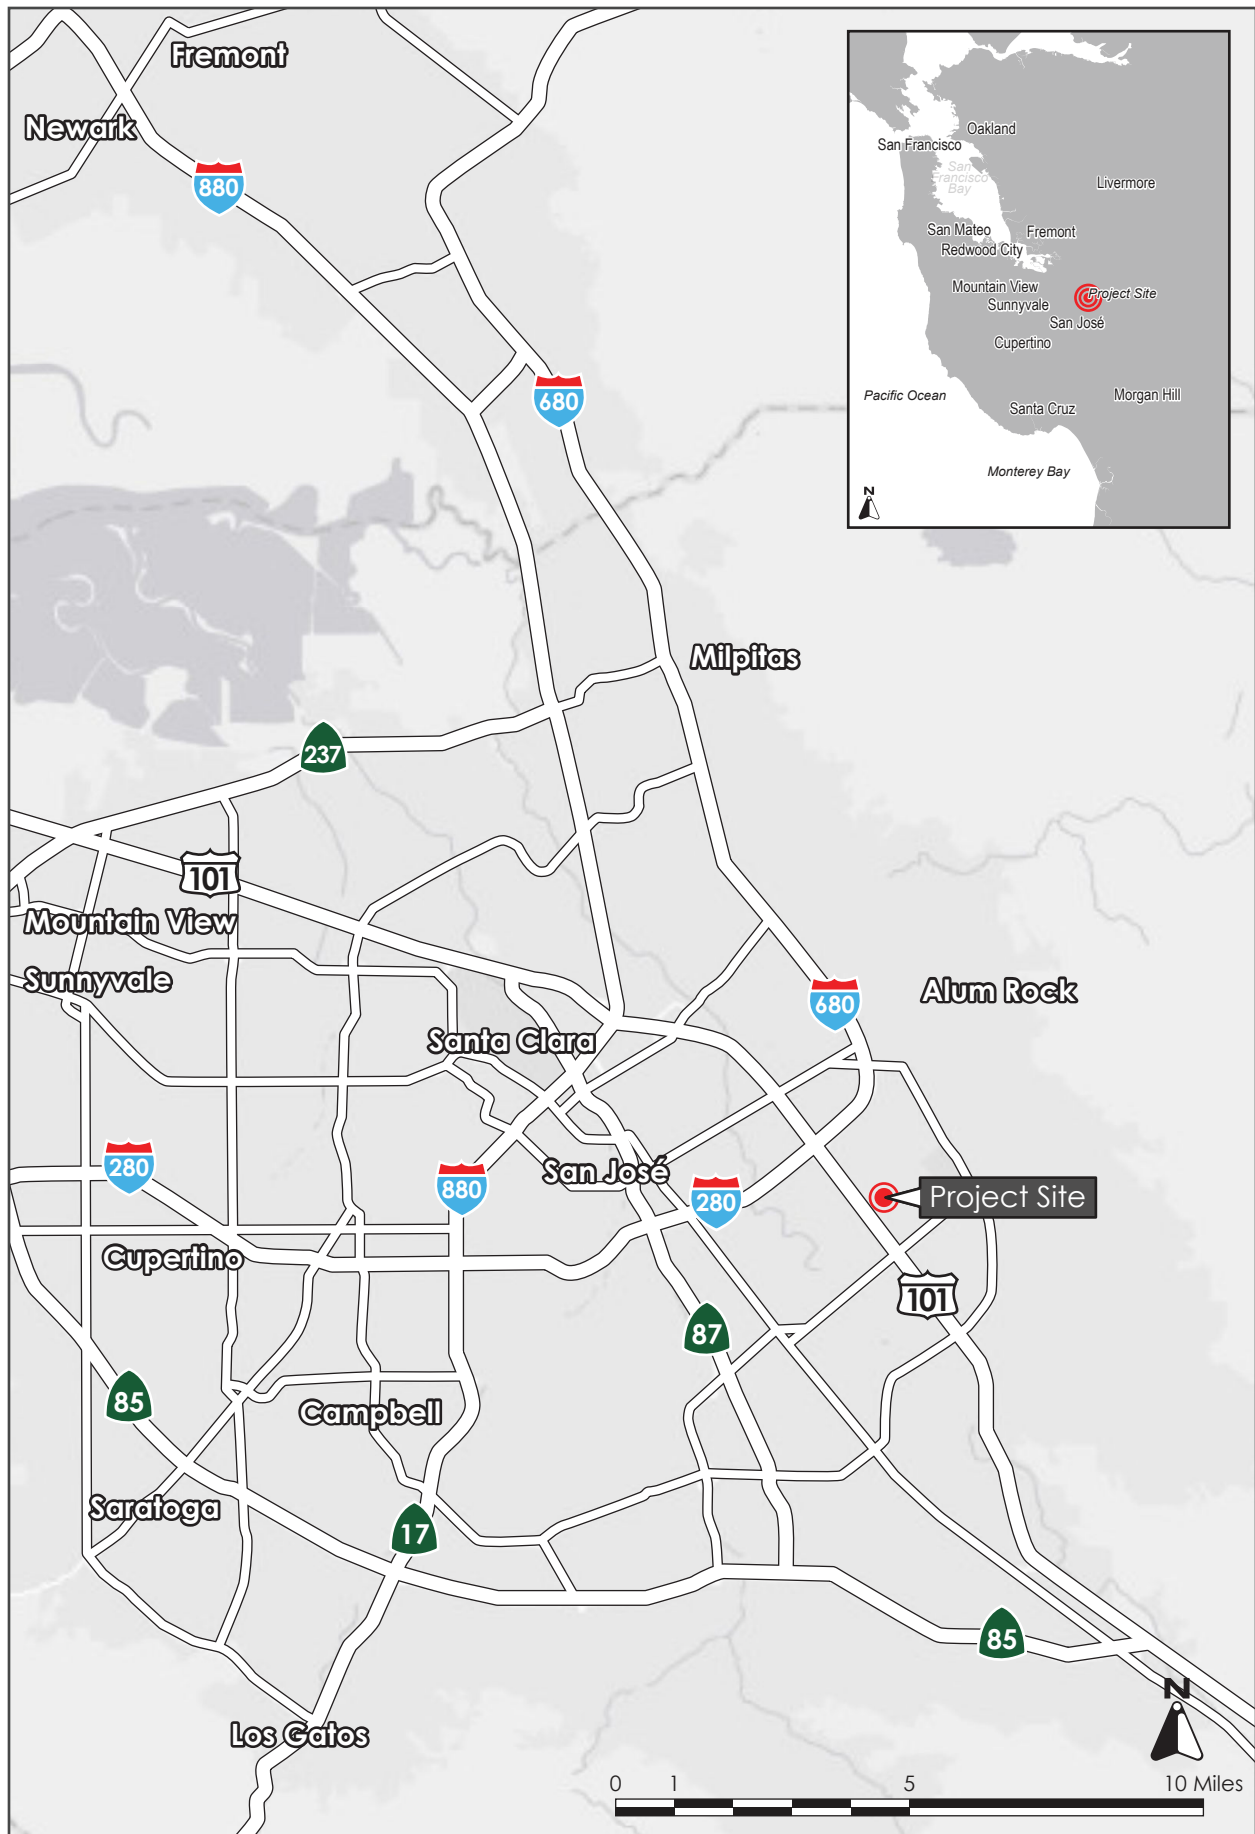 Fremont
Newark
880
680
Milpitas
237
101
Mountain View
Sunnyvale
Alum Rock
680
Santa Clara
San José
280
880
280
Project Site
Cupertino
101
87
85
Campbell
Saratoga
17
85
Los Gatos
N
0 1 5 10 Miles
Oakland
San Francisco
San
Francisco
Bay
Livermore
San Mateo
Fremont
Redwood City
Mountain View
Project Site
Sunnyvale
San José
Cupertino
Pacific Ocean
Morgan Hill
Santa Cruz
Monterey Bay
N